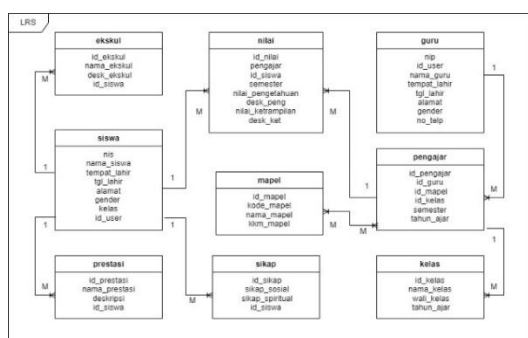 LRS
ekskul
id_ekskul
nama_ekskul
desk_ekskul
id_siswa
nilai
id_nilai
pengajar
id_siswa
semester
nilai_pengetahuan
desk_peng
nilai_ketrampilan
desk_ket
guru
nip
id_user
nama_guru
tempat_lahir
tgl_lahir
alamat
gender
no_telp
M
M
M
1
1
1
siswa
nis
nama_siswa
tempat_lahir
tgl_lahir
alamat
gender
kelas
id_user
mapel
id_mapel
kode_mapel
nama_mapel
kkm_mapel
pengajar
id_pengajar
id_guru
id_mapel
id_kelas
semester
tahun_ajar
1
M
M
M
1
1
1
prestasi
id_prestasi
nama_prestasi
deskripsi
id_siswa
sikap
id_sikap
sikap_sosial
sikap_spiritual
id_siswa
kelas
id_kelas
nama_kelas
wali_kelas
tahun_ajar
M
M
M